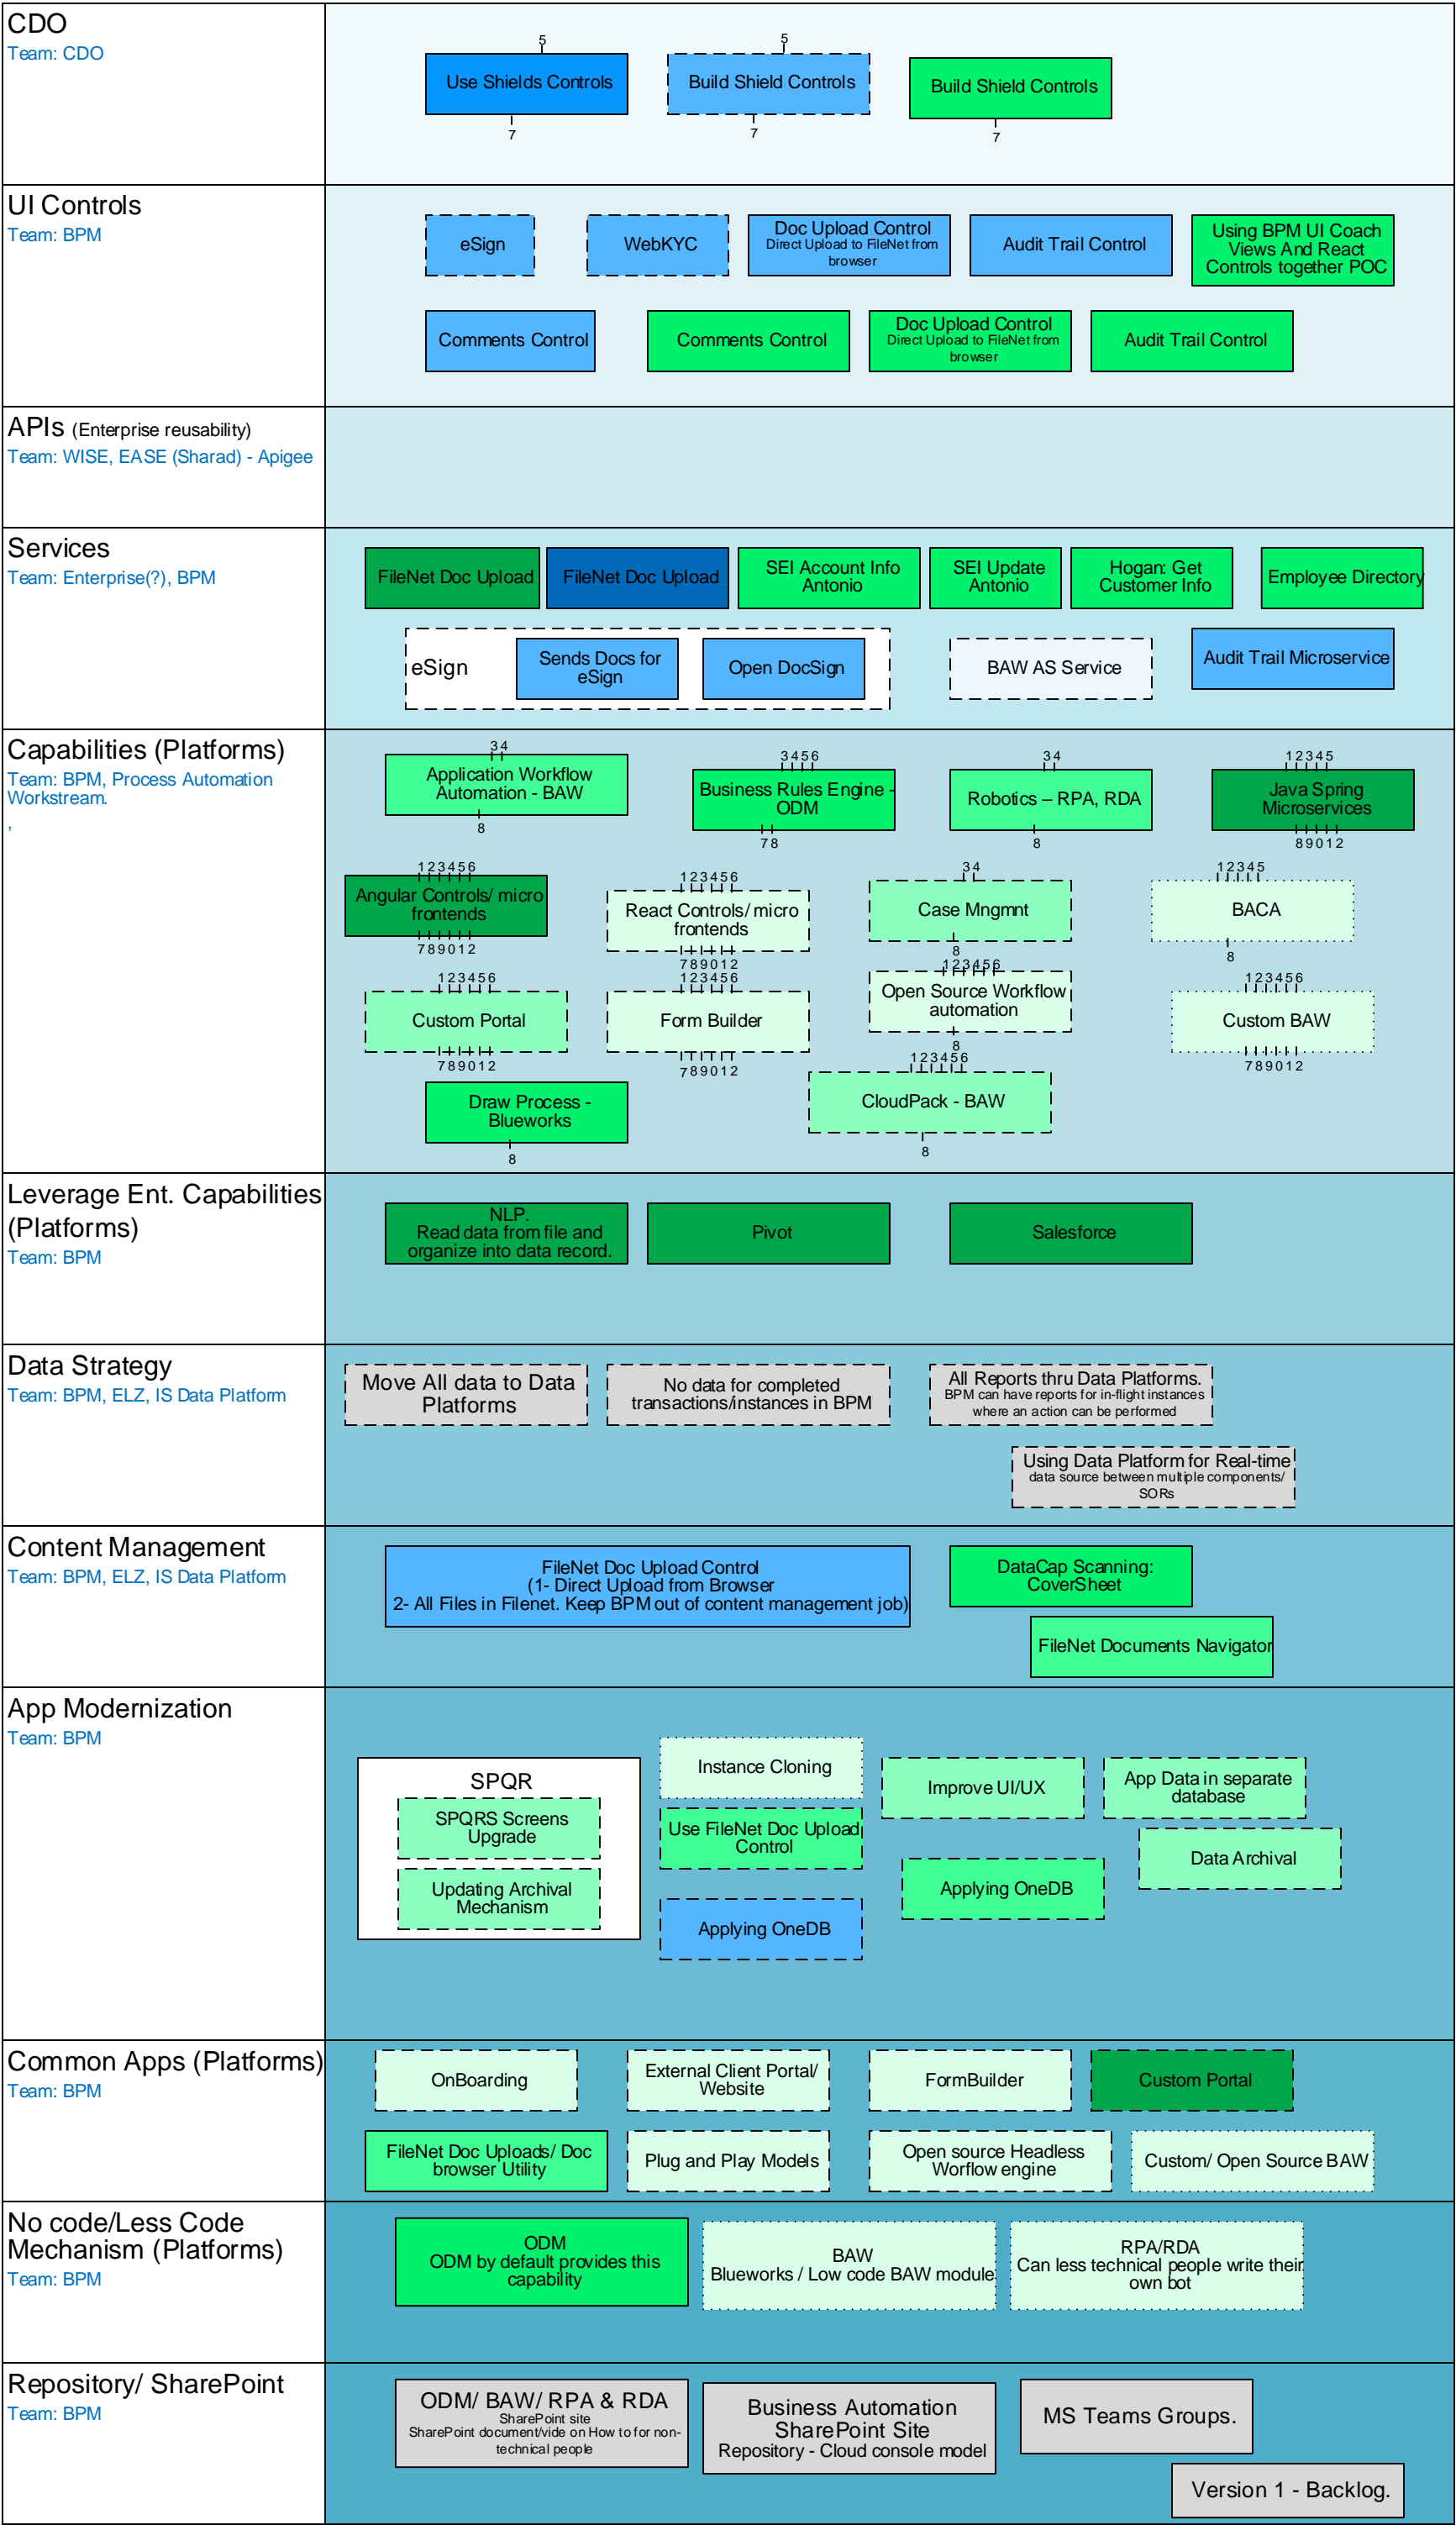 CDO
Team: CDO
5
Use Shields Controls
7
5
Build Shield Controls
7
Build Shield Controls
7
UI Controls
Team: BPM
eSign
WebKYC
Doc Upload Control
Direct Upload to FileNet from
browser
Audit Trail Control
Using BPM UI Coach
Views And React
Controls together POC
Comments Control
Comments Control
Doc Upload Control
Direct Upload to FileNet from
browser
Audit Trail Control
APIs (Enterprise reusability)
Team: WISE, EASE (Sharad) - Apigee
Services
Team: Enterprise(?), BPM
FileNet Doc Upload
FileNet Doc Upload
SEI Account Info
Antonio
SEI Update
Antonio
Hogan: Get
Customer Info
Employee Directory
eSign
Sends Docs for
eSign
Open DocSign
BAW AS Service
Audit Trail Microservice
Capabilities (Platforms)
Team: BPM, Process Automation
Workstream.
,
34
Application Workflow
Automation - BAW
8
3456
Business Rules Engine -
ODM
78
34
Robotics – RPA, RDA
8
12345
Java Spring
Microservices
89012
123456
Angular Controls/ micro
frontends
789012
123456
React Controls/ micro
frontends
789012
34
Case Mngmnt
8
12345
BACA
8
123456
Custom Portal
789012
123456
Form Builder
789012
123456
Open Source Workflow
automation
8
123456
Custom BAW
789012
Draw Process -
Blueworks
8
123456
CloudPack - BAW
8
Leverage Ent. Capabilities
(Platforms)
Team: BPM
NLP.
Read data from file and
organize into data record.
Pivot
Salesforce
Data Strategy
Team: BPM, ELZ, IS Data Platform
Move All data to Data
Platforms
No data for completed
transactions/instances in BPM
All Reports thru Data Platforms.
BPM can have reports for in-flight instances
where an action can be performed
Using Data Platform for Real-time
data source between multiple components/
SORs
Content Management
Team: BPM, ELZ, IS Data Platform
FileNet Doc Upload Control
(1- Direct Upload from Browser
2- All Files in Filenet. Keep BPM out of content management job)
DataCap Scanning:
CoverSheet
FileNet Documents Navigator
App Modernization
Team: BPM
SPQR
SPQRS Screens
Upgrade
Updating Archival
Mechanism
Instance Cloning
Use FileNet Doc Upload
Control
Applying OneDB
Improve UI/UX
Applying OneDB
App Data in separate
database
Data Archival
Common Apps (Platforms)
Team: BPM
OnBoarding
External Client Portal/
Website
FormBuilder
Custom Portal
FileNet Doc Uploads/ Doc
browser Utility
Plug and Play Models
Open source Headless
Worflow engine
Custom/ Open Source BAW
No code/Less Code
Mechanism (Platforms)
Team: BPM
ODM
ODM by default provides this
capability
BAW
Blueworks / Low code BAW module
RPA/RDA
Can less technical people write their
own bot
Repository/ SharePoint
Team: BPM
ODM/ BAW/ RPA & RDA
SharePoint site
SharePoint document/vide on How to for non-
technical people
Business Automation
SharePoint Site
Repository - Cloud console model
MS Teams Groups.
Version 1 - Backlog.